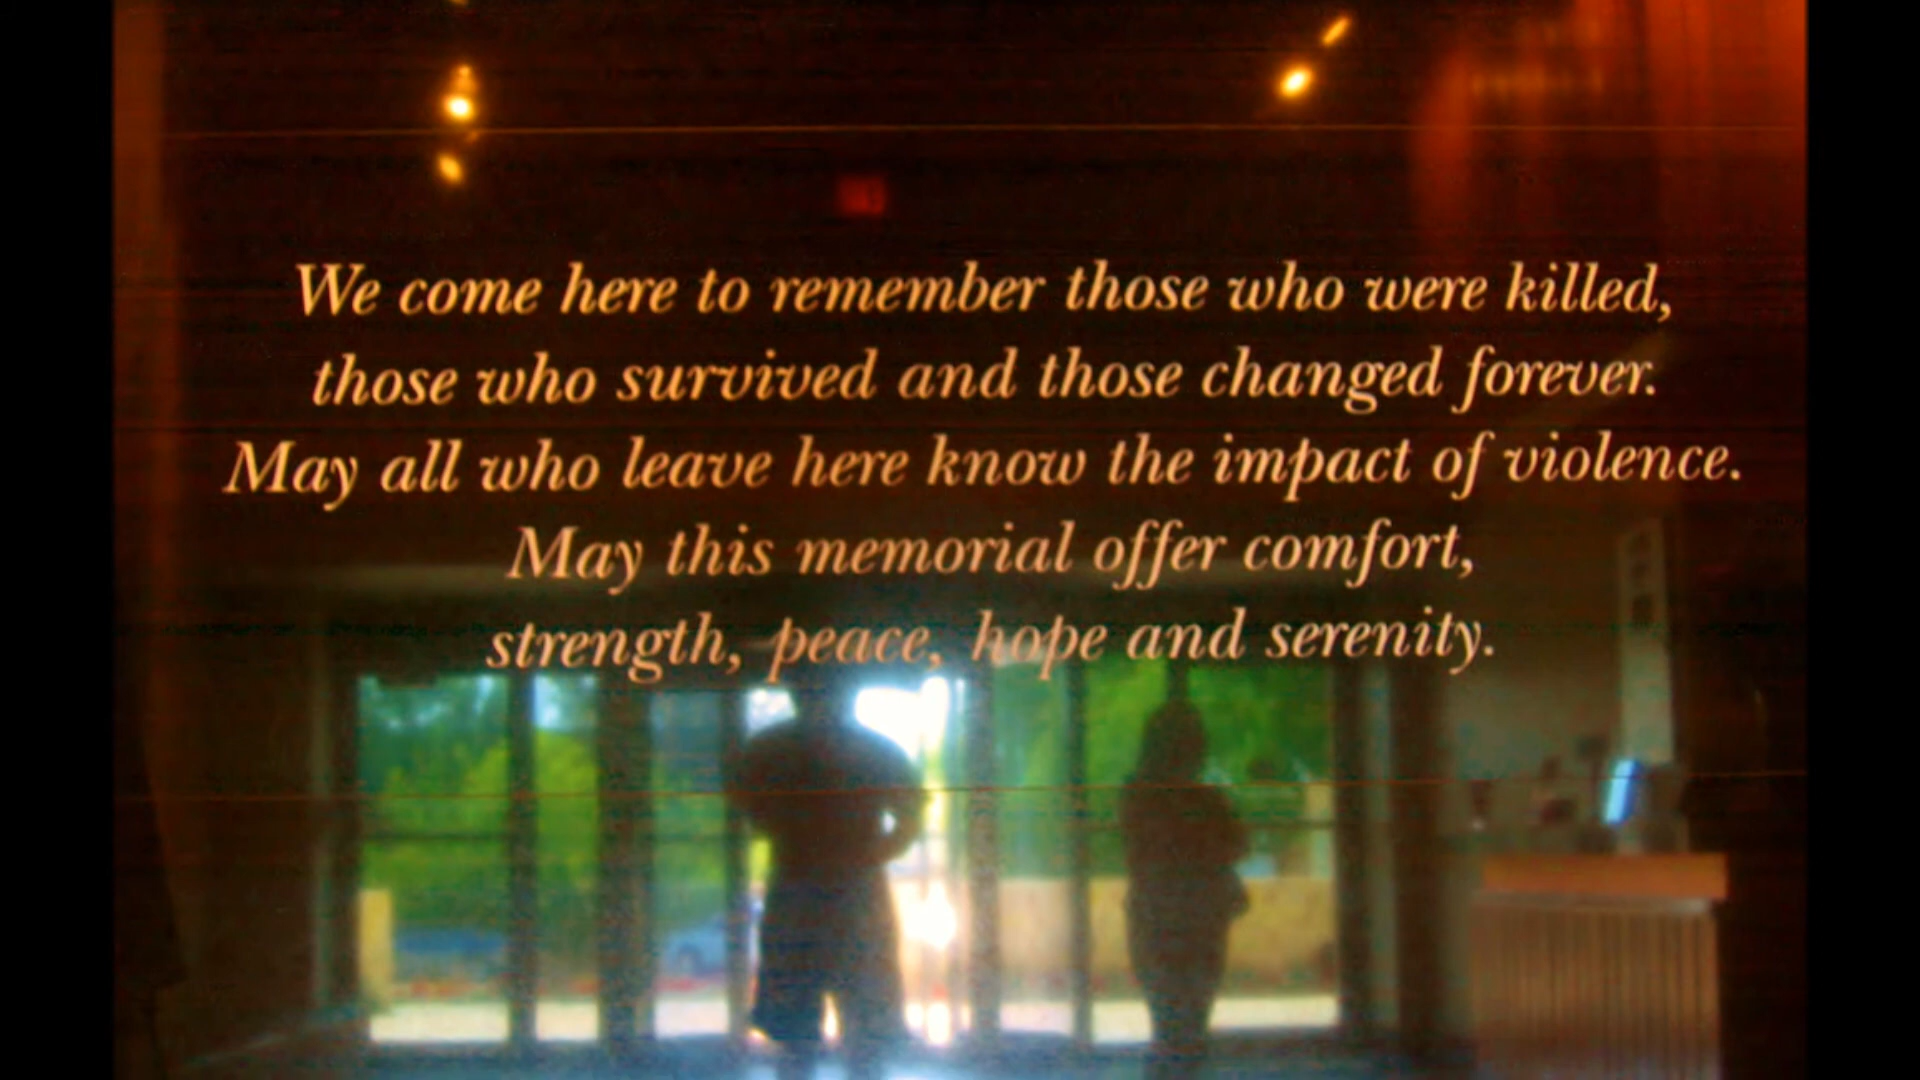 We come here to remember those who were killed,
those who survived and those changed forever.
May all who leave here know the impact of violence.
May this memorial offer comfort,
strength, peace, hope and serenity.